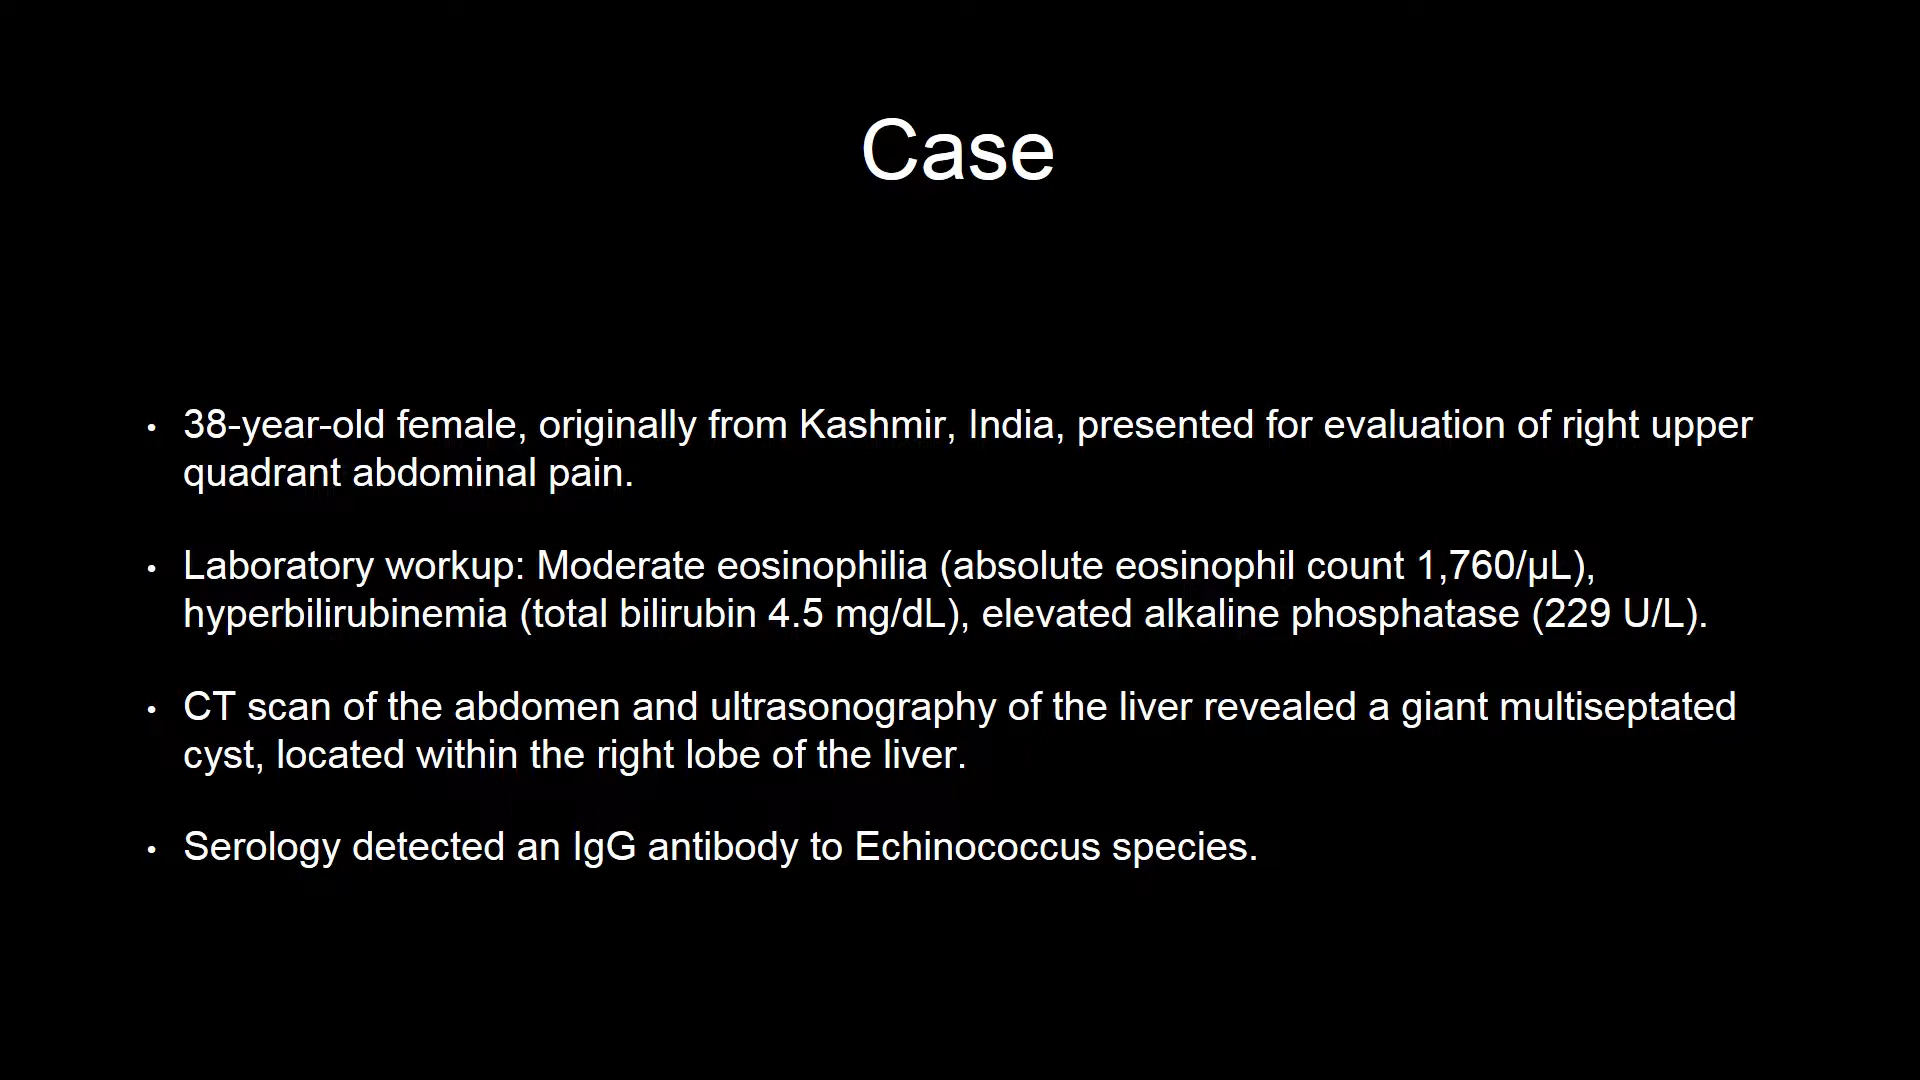 Case
• 38-year-old female, originally from Kashmir, India, presented for evaluation of right upper
quadrant abdominal pain.
• Laboratory workup: Moderate eosinophilia (absolute eosinophil count 1,760/µL),
hyperbilirubinemia (total bilirubin 4.5 mg/dL), elevated alkaline phosphatase (229 U/L).
• CT scan of the abdomen and ultrasonography of the liver revealed a giant multiseptated
cyst, located within the right lobe of the liver.
• Serology detected an IgG antibody to Echinococcus species.